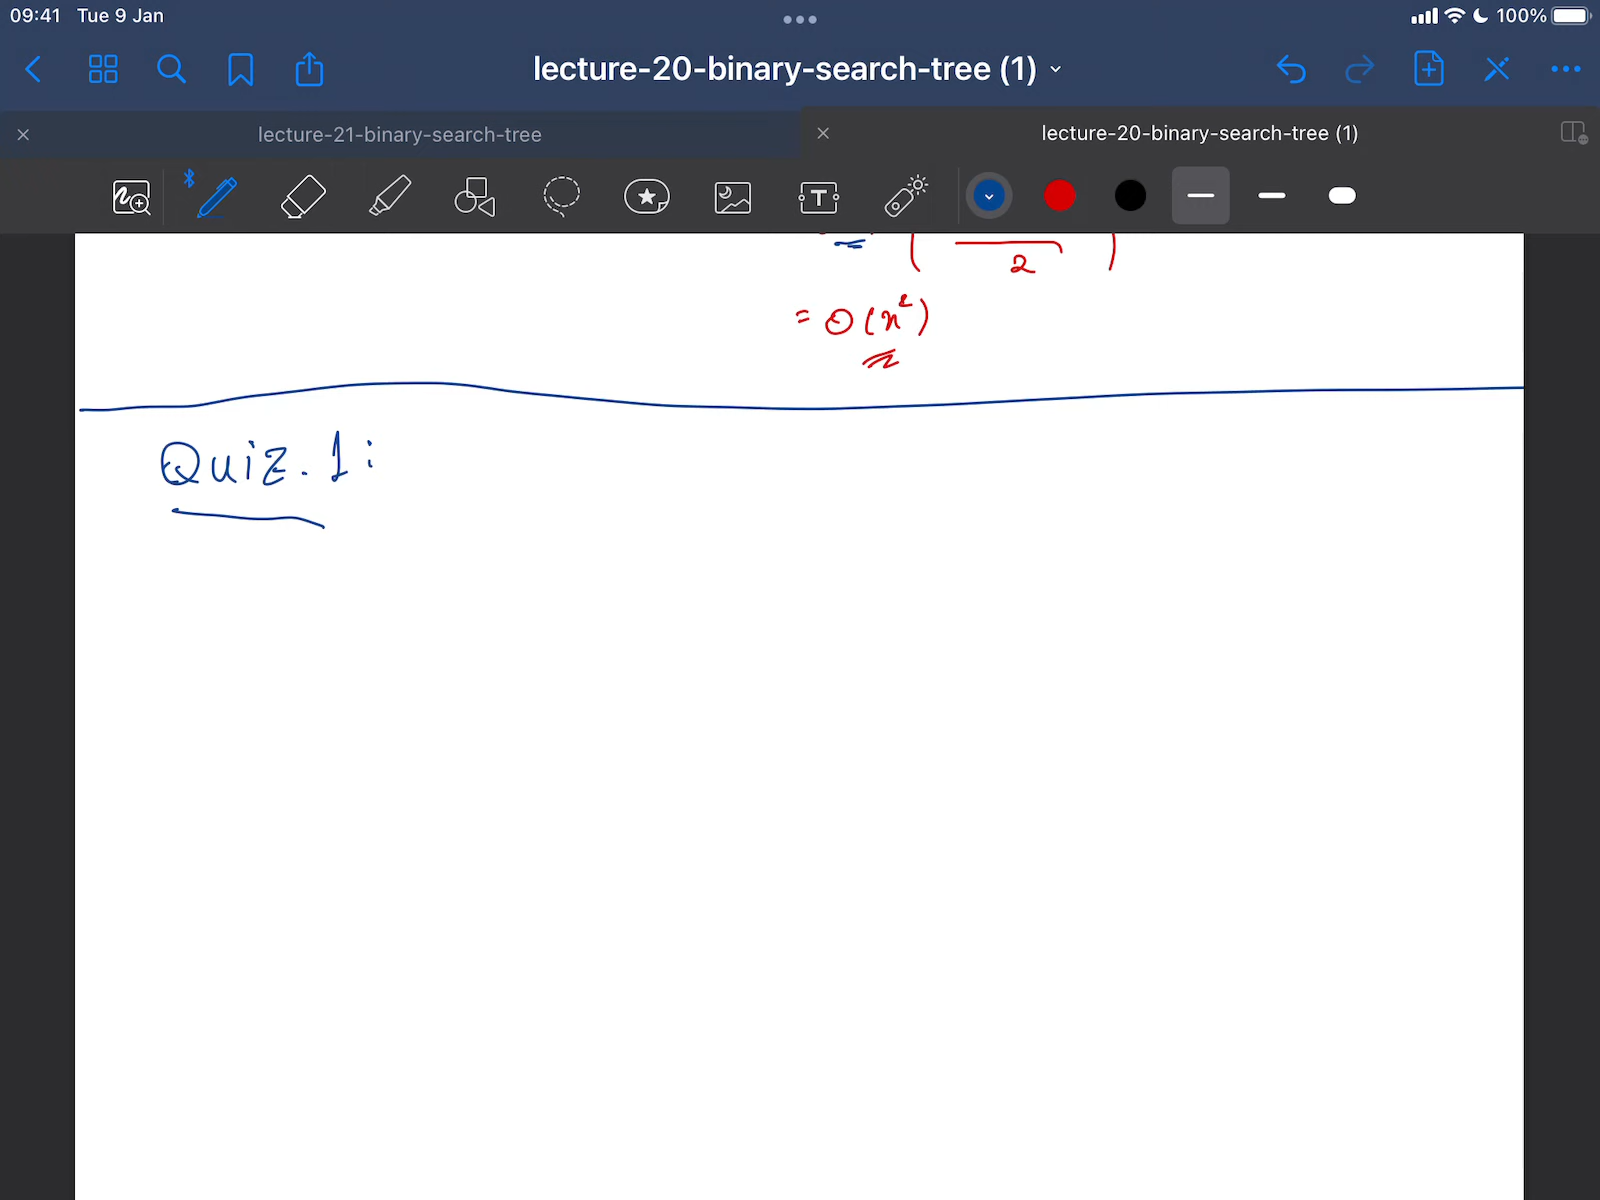 09:41 Tue 9 Jan 100%
lecture-20-binary-search-tree (1)
lecture-21-binary-search-tree
lecture-20-binary-search-tree (1)
T
2
= Θ(n²)
Quiz. 1: